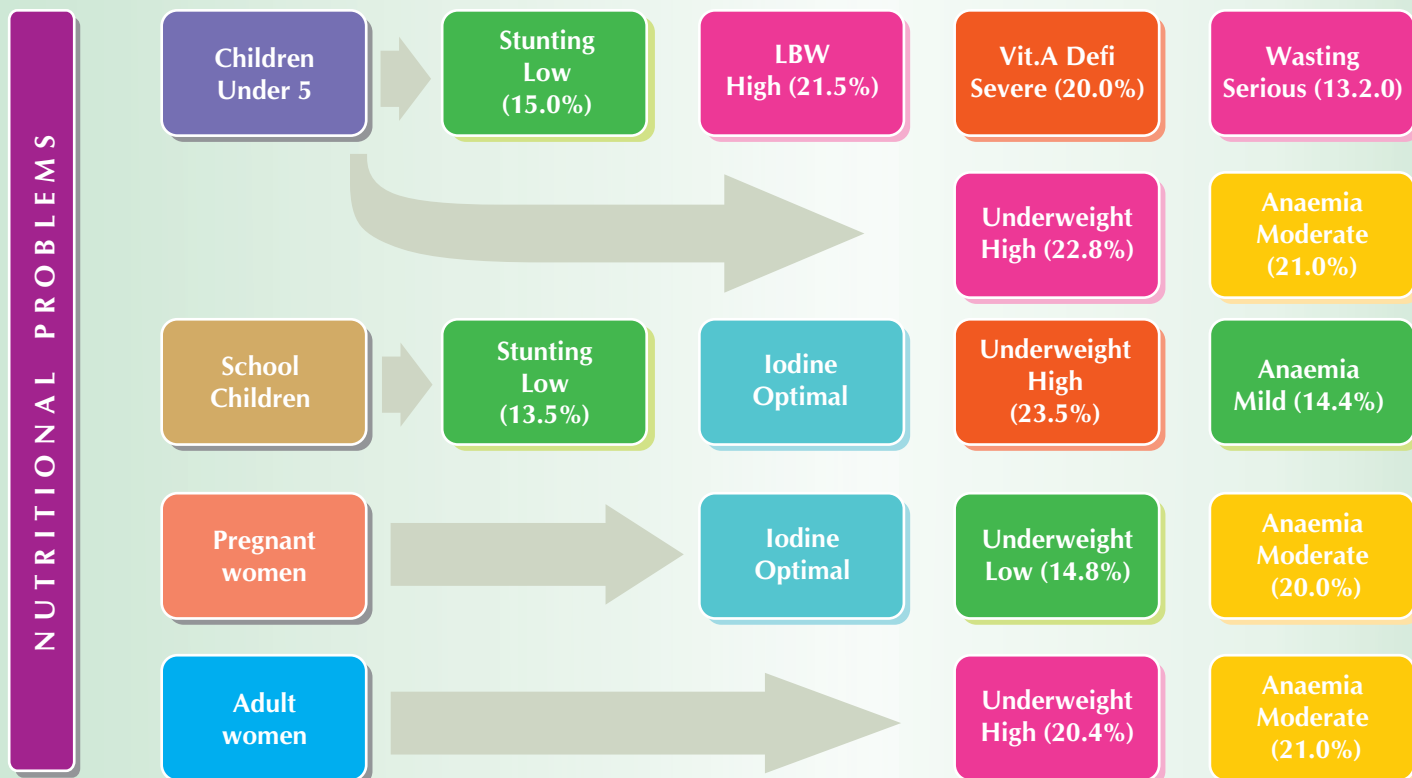 NUTRITIONAL PROBLEMS
Children
Under 5
Stunting
Low
(15.0%)
LBW
High (21.5%)
Vit.A Defi
Severe (20.0%)
Wasting
Serious (13.2.0)
Underweight
High (22.8%)
Anaemia
Moderate
(21.0%)
School
Children
Stunting
Low
(13.5%)
Iodine
Optimal
Underweight
High
(23.5%)
Anaemia
Mild (14.4%)
Pregnant
women
Iodine
Optimal
Underweight
Low (14.8%)
Anaemia
Moderate
(20.0%)
Adult
women
Underweight
High (20.4%)
Anaemia
Moderate
(21.0%)